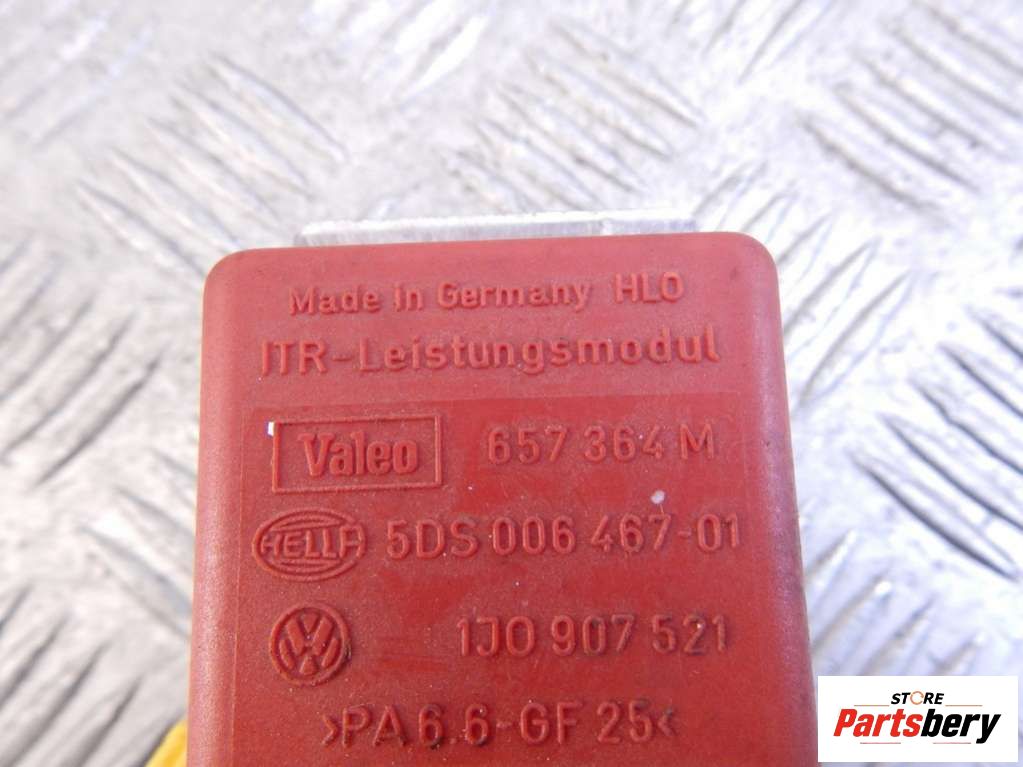 Made in Germany HLO
ITR-Leistungsmodul
Valeo 657 364 M
HELLA 5DS 006 467-01
VW 1J0 907 521
>PA 6.6-GF 25<
STORE
Partsbery